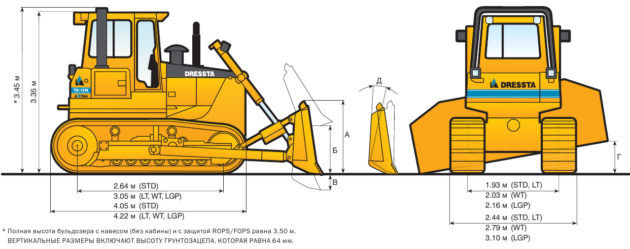 * 3.45 м
3.35 м
DRESSTA
TD-15M
EXTRA
А
Б
В
Д
DRESSTA
Г
2.64 м (STD)
3.05 м (LT, WT, LGP)
4.05 м (STD)
4.22 м (LT, WT, LGP)
1.93 м (STD, LT)
2.03 м (WT)
2.16 м (LGP)
2.44 м (STD, LT)
2.79 м (WT)
3.10 м (LGP)
* Полная высота бульдозера с навесом (без кабины) и с защитой ROPS/FOPS равна 3,50 м.
ВЕРТИКАЛЬНЫЕ РАЗМЕРЫ ВКЛЮЧАЮТ ВЫСОТУ ГРУНТОЗАЦЕПА, КОТОРАЯ РАВНА 64 мм.